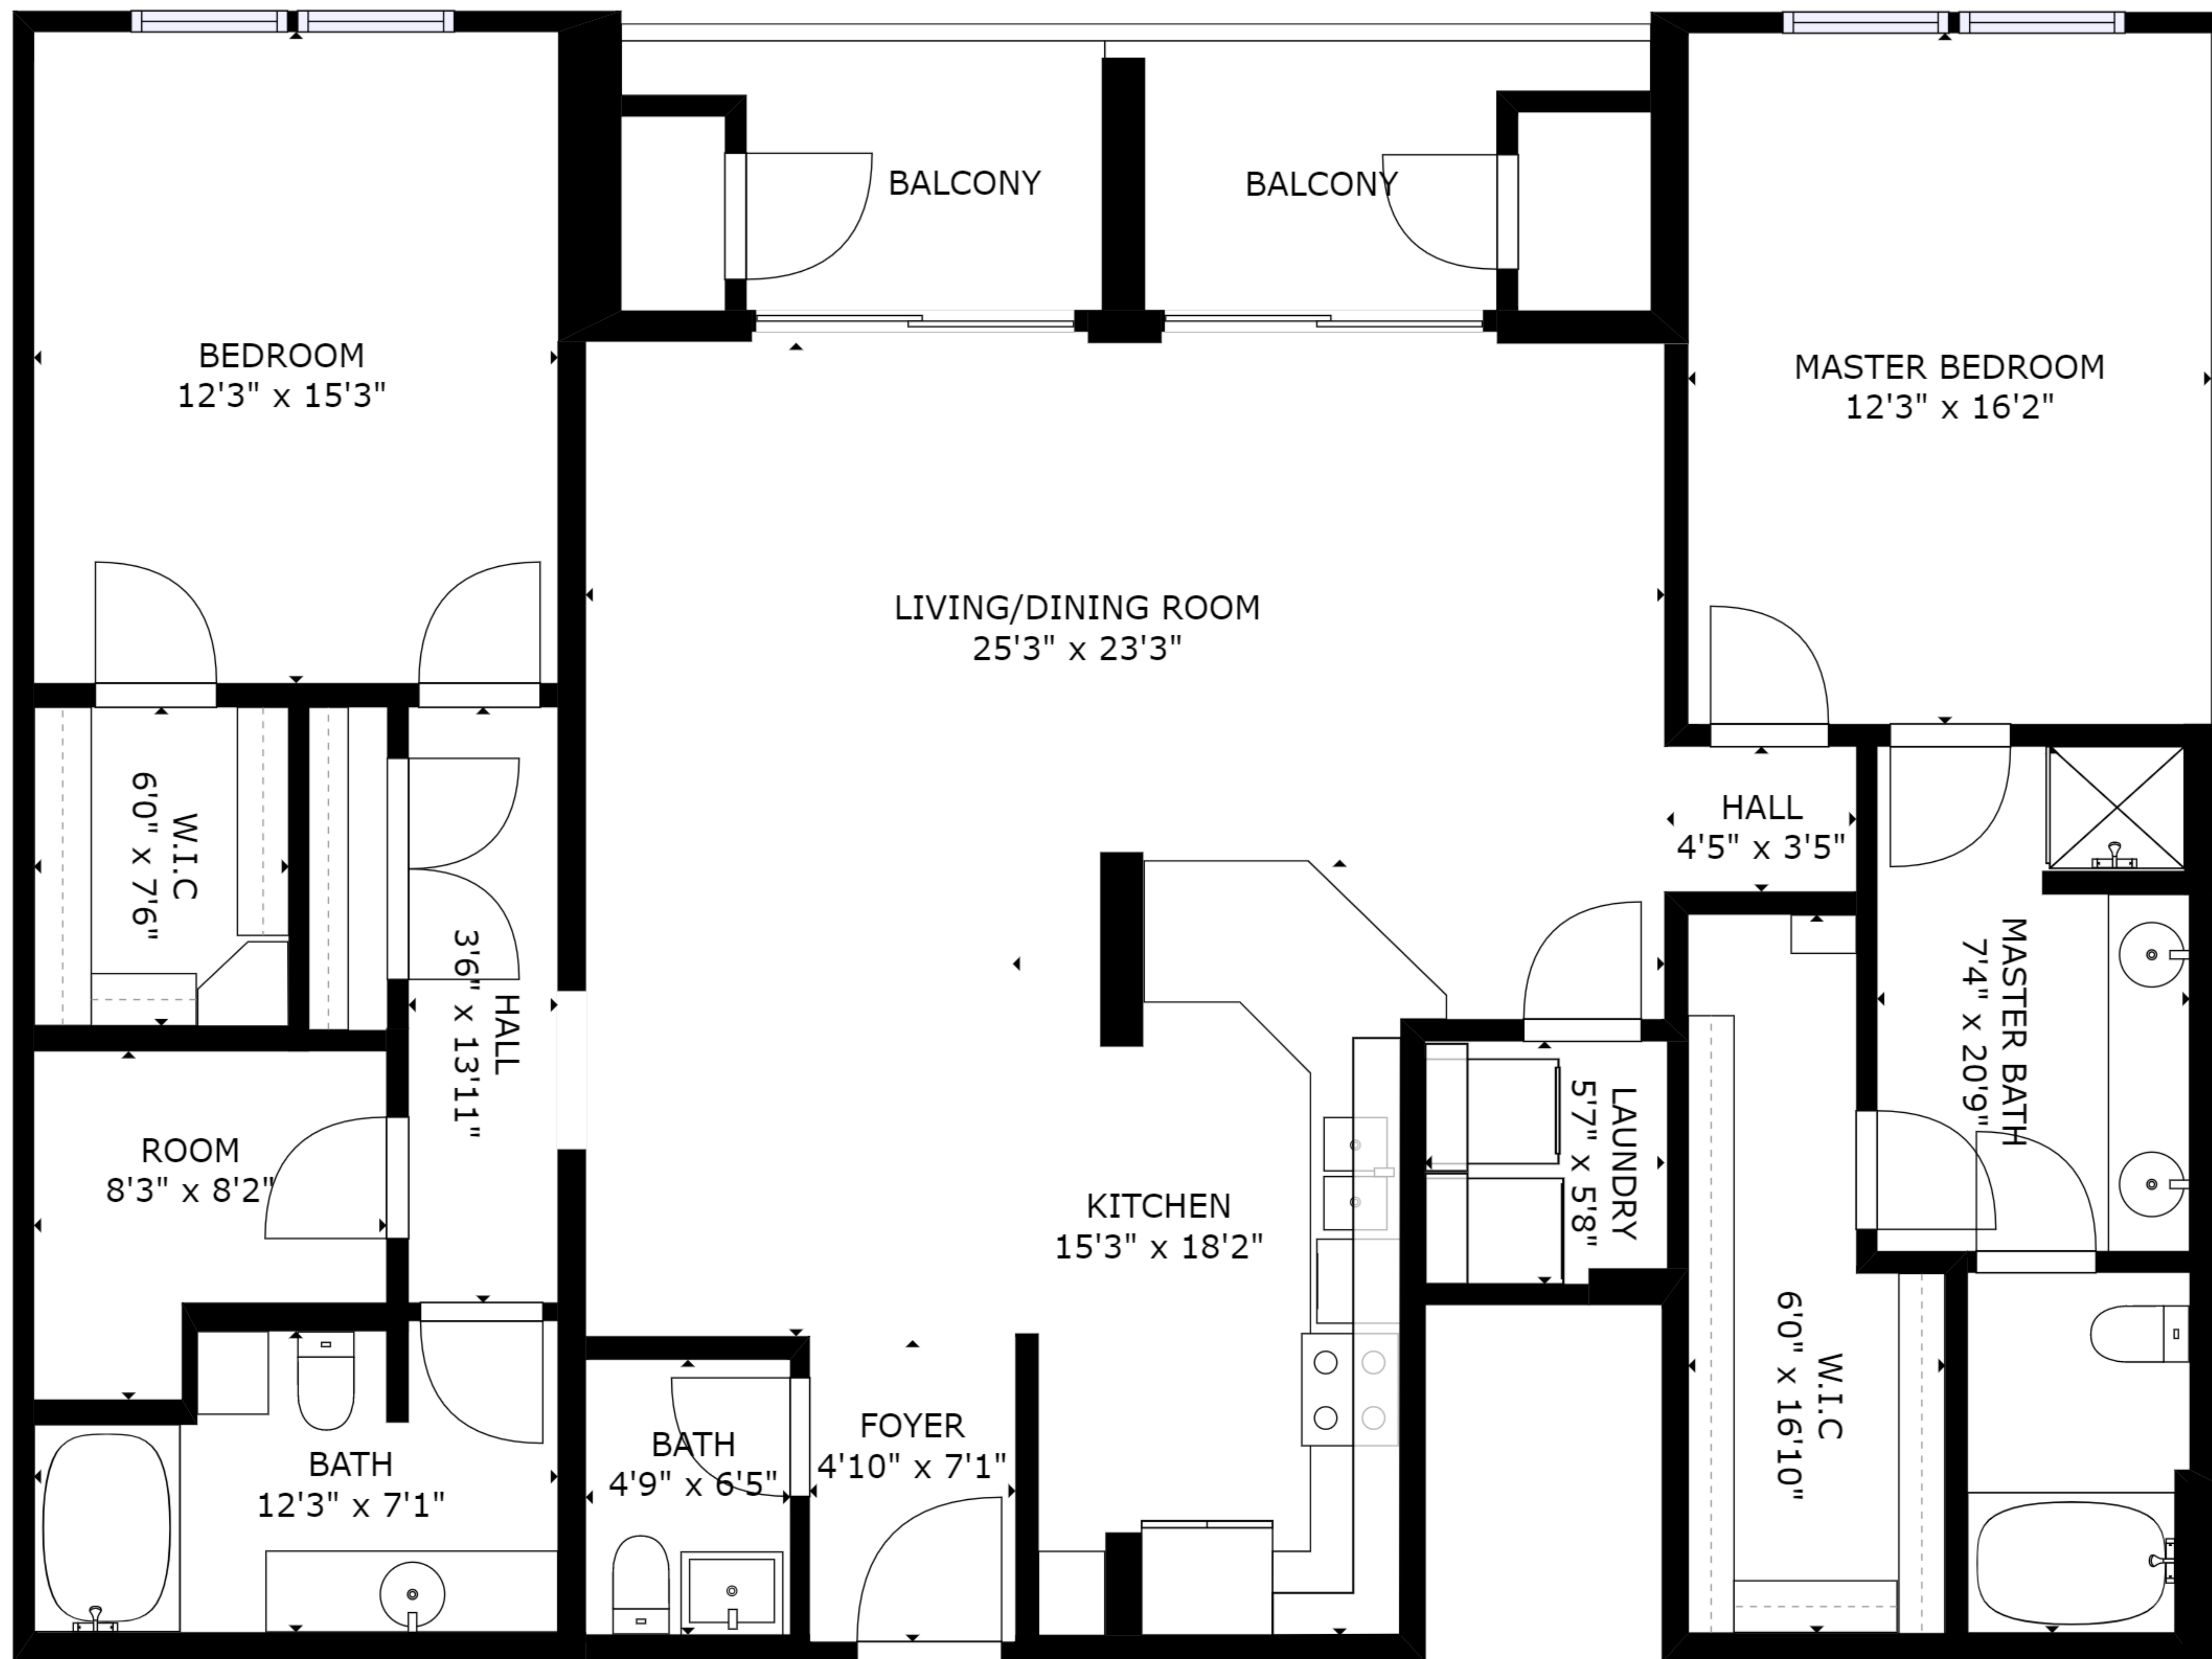 BALCONY
BALCONY
BEDROOM
12'3" x 15'3"
MASTER BEDROOM
12'3" x 16'2"
LIVING/DINING ROOM
25'3" x 23'3"
W.I.C
6'0" x 7'6"
HALL
4'5" x 3'5"
HALL
3'6" x 13'11"
MASTER BATH
7'4" x 20'9"
ROOM
8'3" x 8'2"
KITCHEN
15'3" x 18'2"
LAUNDRY
5'7" x 5'8"
W.I.C
6'0" x 16'10"
BATH
12'3" x 7'1"
BATH
4'9" x 6'5"
FOYER
4'10" x 7'1"